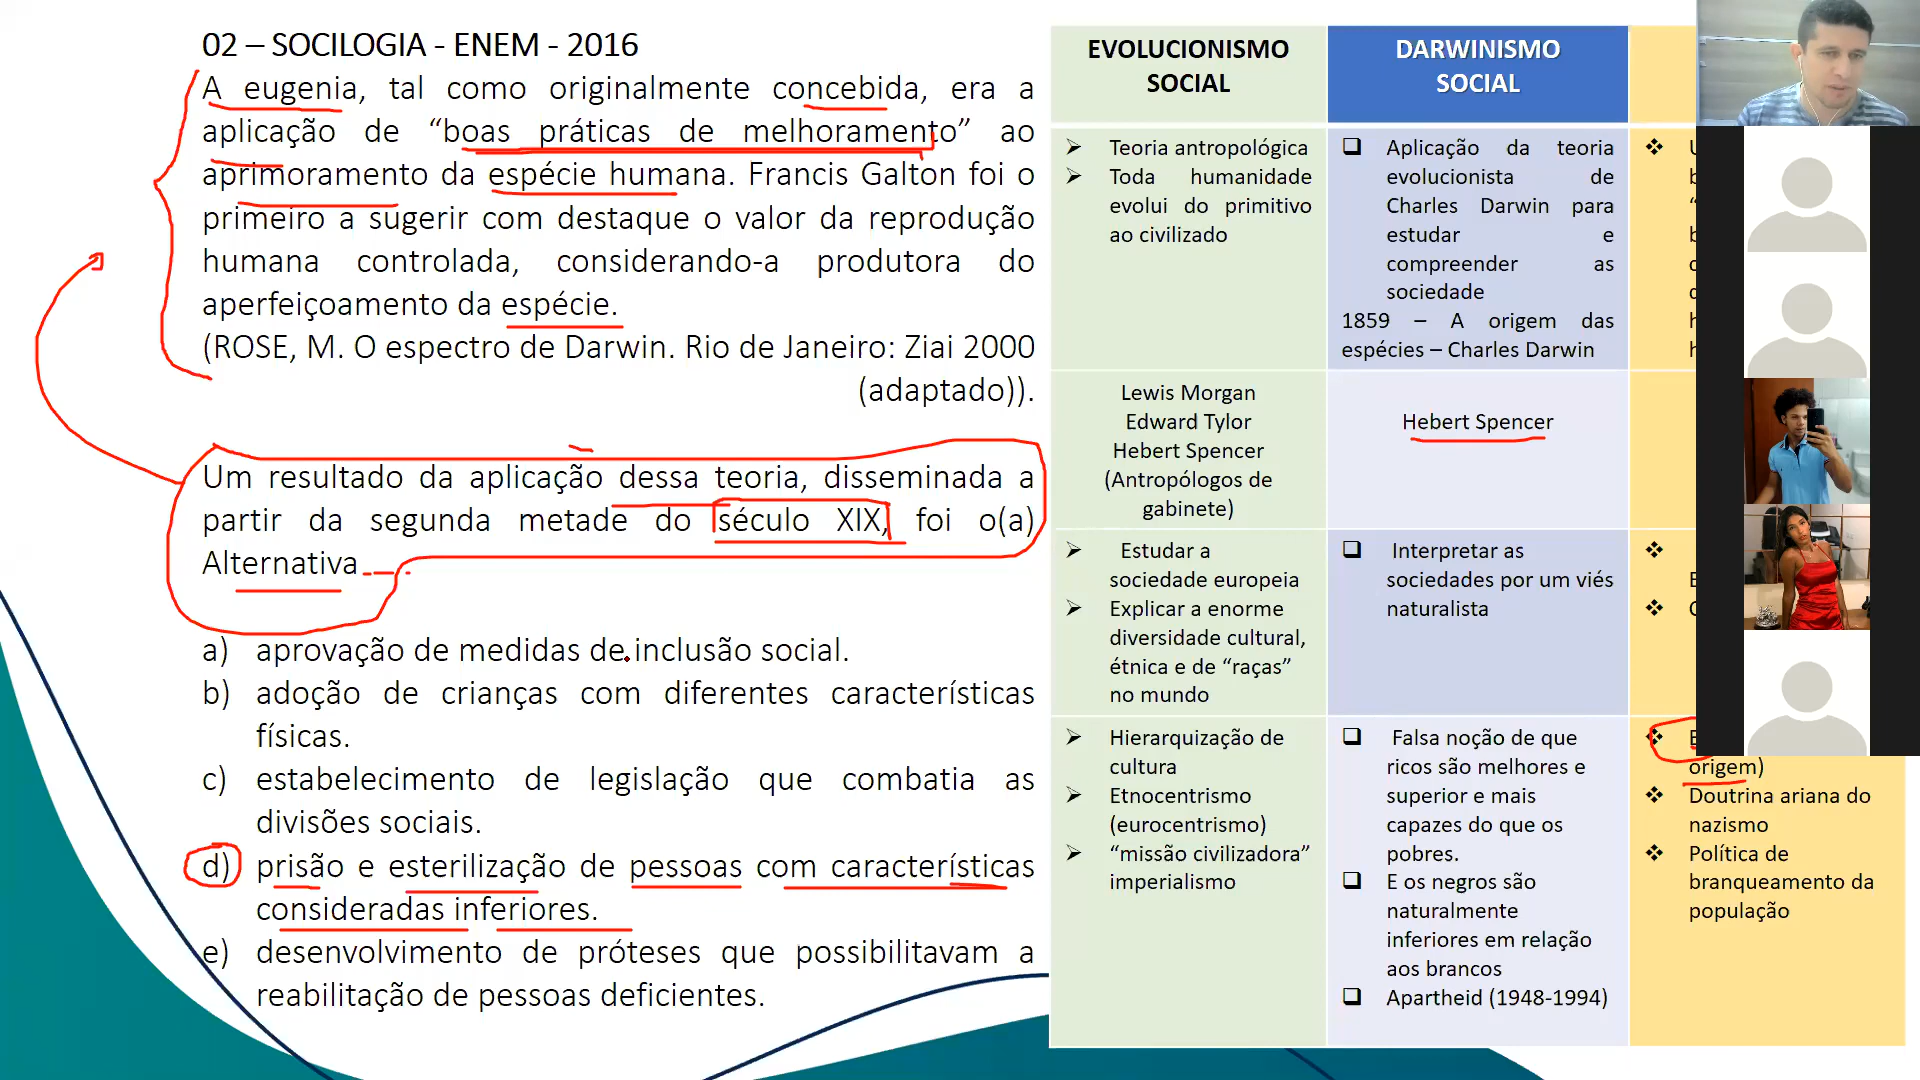 02 – SOCILOGIA - ENEM - 2016
A eugenia, tal como originalmente concebida, era a
aplicação de “boas práticas de melhoramento” ao
aprimoramento da espécie humana. Francis Galton foi o
primeiro a sugerir com destaque o valor da reprodução
humana controlada, considerando-a produtora do
aperfeiçoamento da espécie.
(ROSE, M. O espectro de Darwin. Rio de Janeiro: Ziai 2000
(adaptado)).
Um resultado da aplicação dessa teoria, disseminada a
partir da segunda metade do século XIX, foi o(a)
Alternativa
a) aprovação de medidas de inclusão social.
b) adoção de crianças com diferentes características
físicas.
c) estabelecimento de legislação que combatia as
divisões sociais.
d) prisão e esterilização de pessoas com características
consideradas inferiores.
e) desenvolvimento de próteses que possibilitavam a
reabilitação de pessoas deficientes.
EVOLUCIONISMO
SOCIAL
Teoria antropológica
Toda humanidade
evolui do primitivo
ao civilizado
Lewis Morgan
Edward Tylor
Hebert Spencer
(Antropólogos de
gabinete)
Estudar a
sociedade europeia
Explicar a enorme
diversidade cultural,
étnica e de “raças”
no mundo
Hierarquização de
cultura
Etnocentrismo
(eurocentrismo)
“missão civilizadora”
imperialismo
DARWINISMO
SOCIAL
Aplicação da teoria
evolucionista de
Charles Darwin para
estudar e
compreender as
sociedade
1859 – A origem das
espécies – Charles Darwin
Hebert Spencer
Interpretar as
sociedades por um viés
naturalista
Falsa noção de que
ricos são melhores e
superior e mais
capazes do que os
pobres.
E os negros são
naturalmente
inferiores em relação
aos brancos
Apartheid (1948-1994)
origem)
Doutrina ariana do
nazismo
Política de
branqueamento da
população